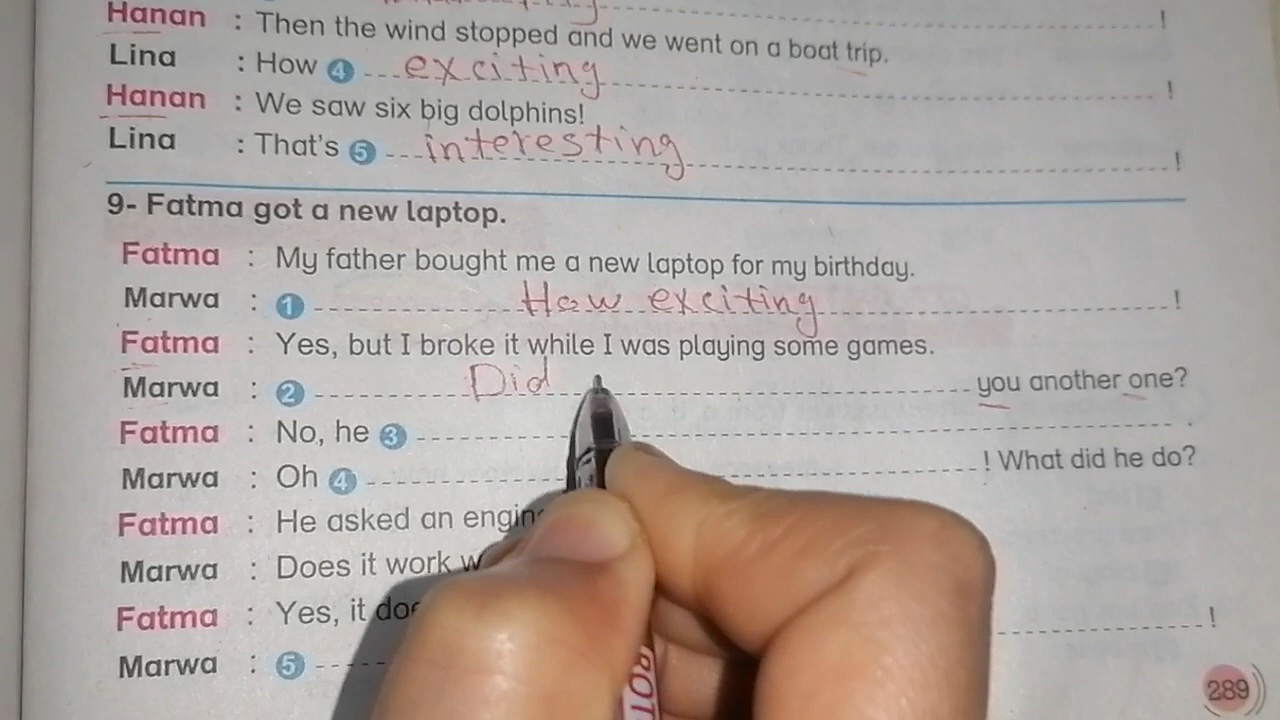 Hanan : Then the wind stopped and we went on a boat trip. !
Lina : How 4 exciting !
Hanan : We saw six big dolphins!
Lina : That's 5 interesting !
9- Fatma got a new laptop.
Fatma : My father bought me a new laptop for my birthday.
Marwa : 1 How exciting !
Fatma : Yes, but I broke it while I was playing some games.
Marwa : 2 Did you another one?
Fatma : No, he 3 .
Marwa : Oh 4 ! What did he do?
Fatma : He asked an
Marwa : Does it work
Fatma : Yes, it
Marwa : 5 !
289